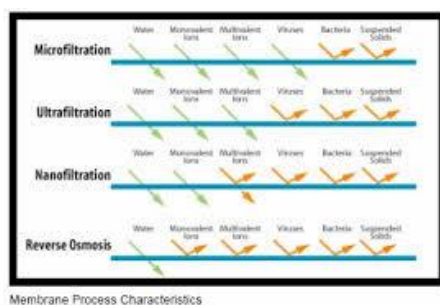 Water Monovalent Ions Multivalent Ions Viruses Bacteria Suspended Solids
Microfiltration
Water Monovalent Ions Multivalent Ions Viruses Bacteria Suspended Solids
Ultrafiltration
Water Monovalent Ions Multivalent Ions Viruses Bacteria Suspended Solids
Nanofiltration
Water Monovalent Ions Multivalent Ions Viruses Bacteria Suspended Solids
Reverse Osmosis
Membrane Process Characteristics